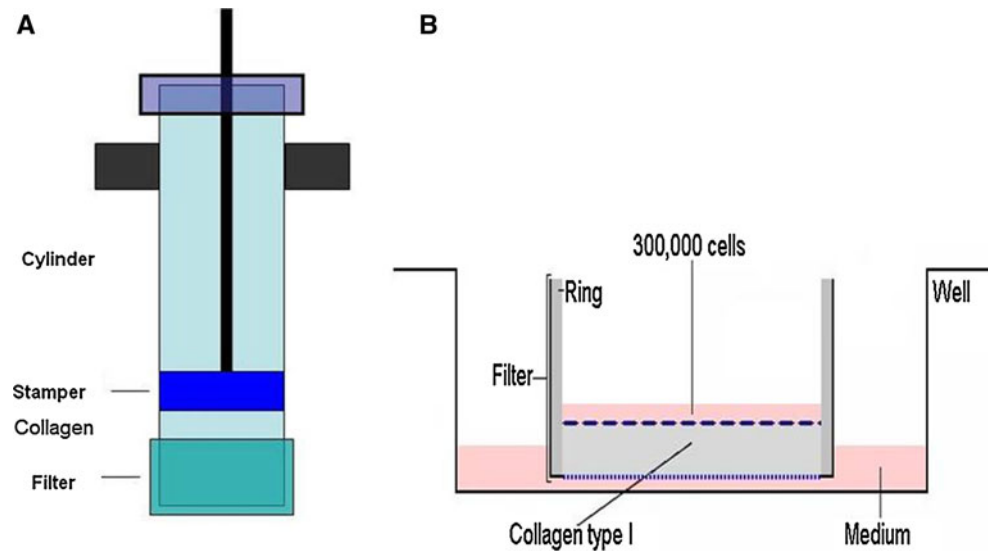 A
Cylinder
Stamper
Collagen
Filter
B
300,000 cells
Ring
Well
Filter
Collagen type I
Medium